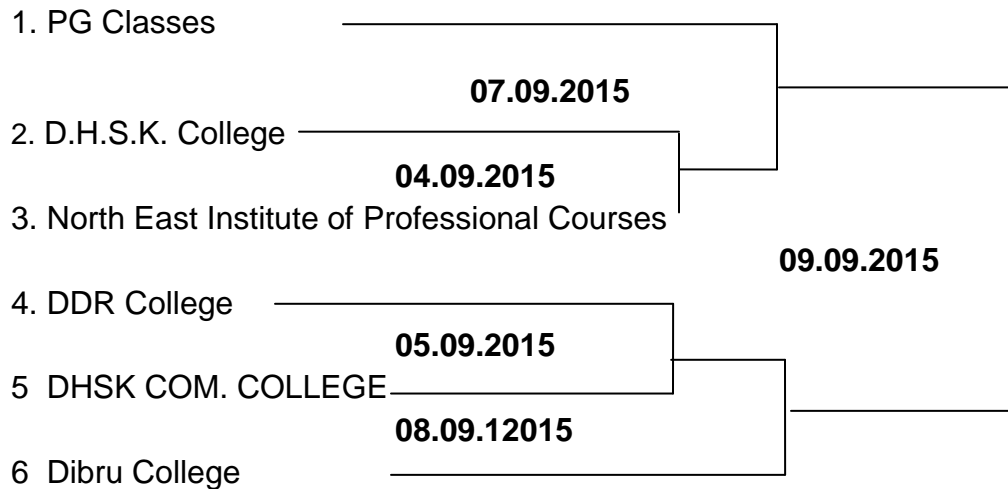 1. PG Classes
07.09.2015
2. D.H.S.K. College
04.09.2015
3. North East Institute of Professional Courses
09.09.2015
4. DDR College
05.09.2015
5 DHSK COM. COLLEGE
08.09.12015
6 Dibru College